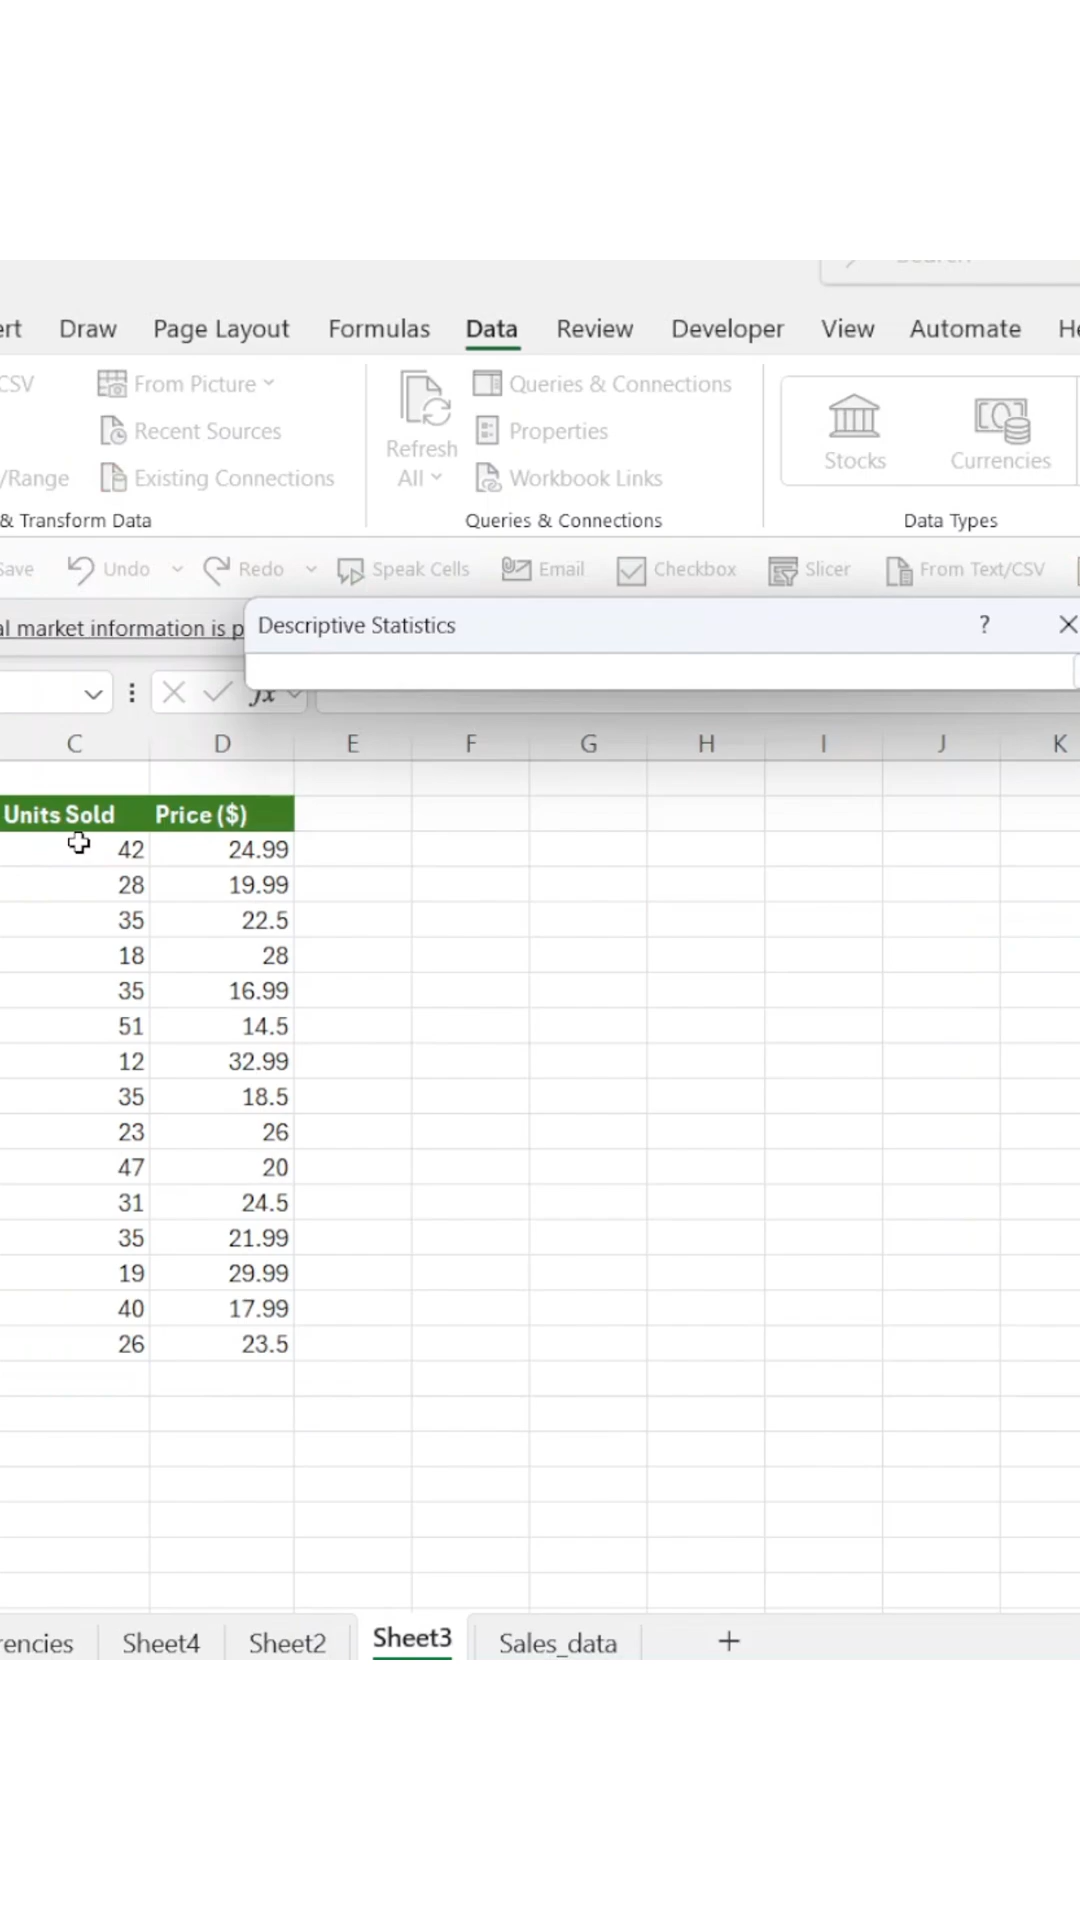 ert Draw Page Layout Formulas Data Review Developer View Automate He
CSV From Picture Queries & Connections
Recent Sources Refresh Properties Stocks Currencies
/Range Existing Connections All Workbook Links
& Transform Data Queries & Connections Data Types
Save Undo Redo Speak Cells Email Checkbox Slicer From Text/CSV
al market information is p Descriptive Statistics ? X
fx
C D E F G H I J K
Units Sold Price ($)
42 24.99
28 19.99
35 22.5
18 28
35 16.99
51 14.5
12 32.99
35 18.5
23 26
47 20
31 24.5
35 21.99
19 29.99
40 17.99
26 23.5
rencies Sheet4 Sheet2 Sheet3 Sales_data +